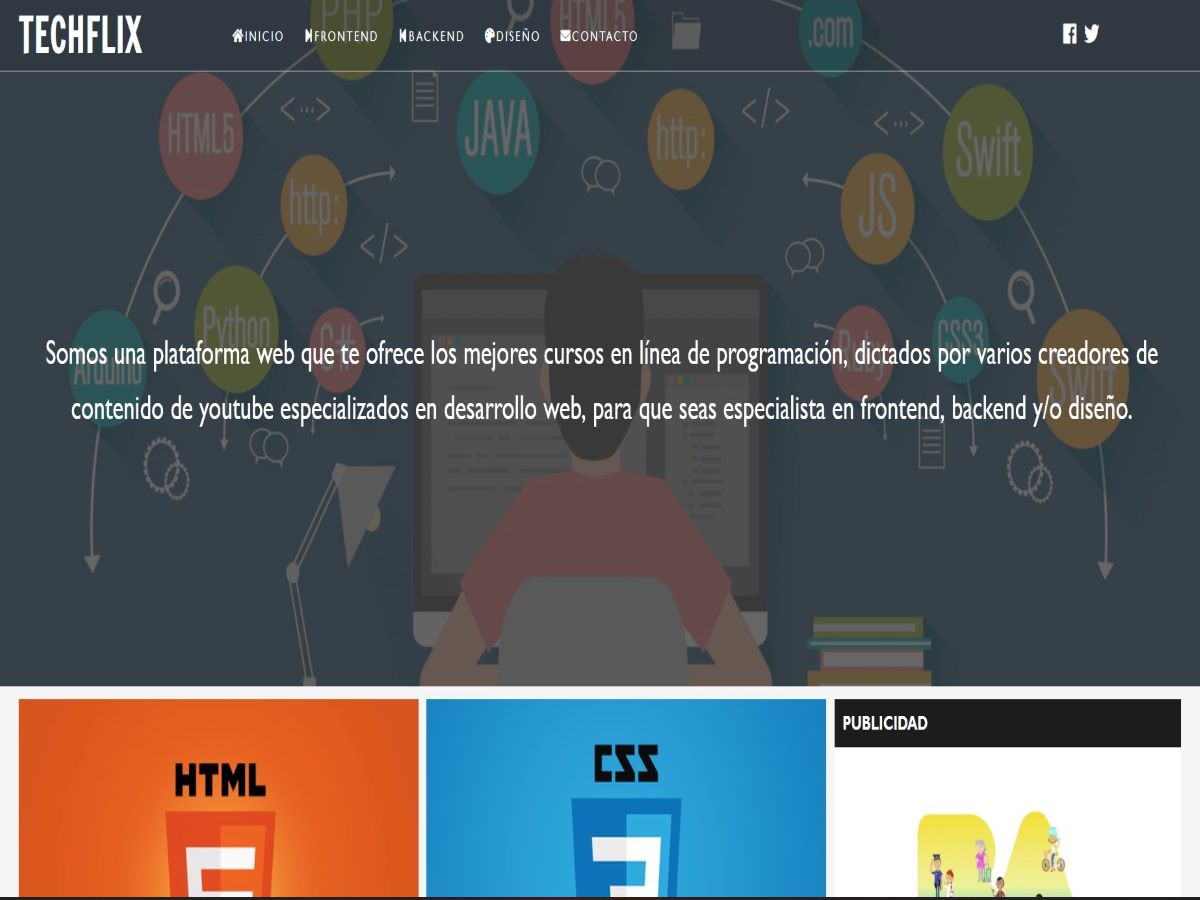 TECHFLIX
INICIO FRONTEND BACKEND DISEÑO CONTACTO
PHP HTML5 .com
HTML5 JAVA http: Swift
http: JS
Python C# Ruby CSS3
Arduino Swift
Somos una plataforma web que te ofrece los mejores cursos en línea de programación, dictados por varios creadores de
contenido de youtube especializados en desarrollo web, para que seas especialista en frontend, backend y/o diseño.
HTML
CSS
PUBLICIDAD
BA